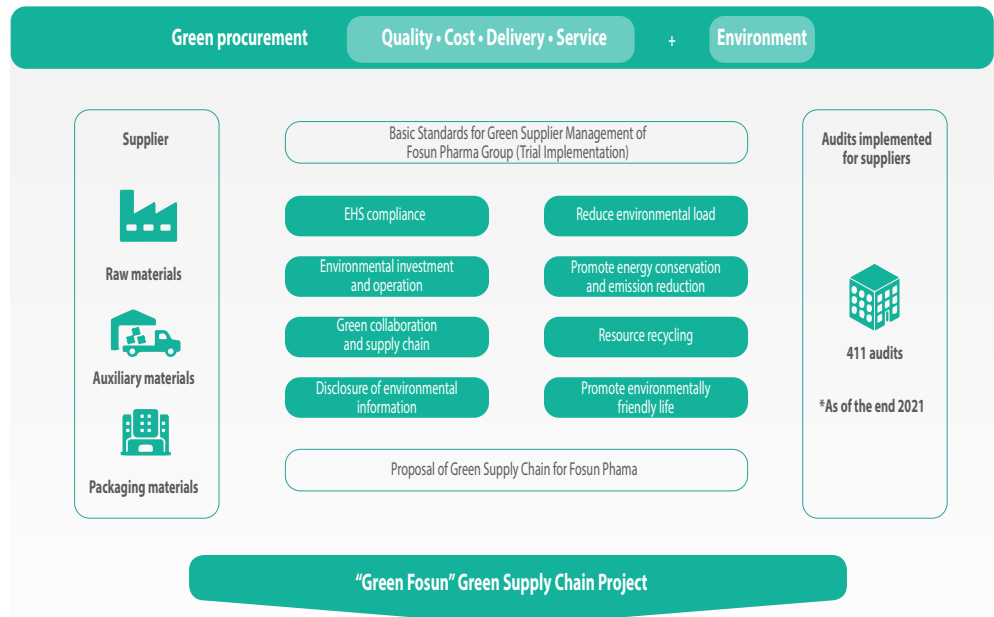 Green procurement Quality • Cost • Delivery • Service + Environment
Supplier
Raw materials
Auxiliary materials
Packaging materials
Basic Standards for Green Supplier Management of
Fosun Pharma Group (Trial Implementation)
EHS compliance
Reduce environmental load
Environmental investment
and operation
Promote energy conservation
and emission reduction
Green collaboration
and supply chain
Resource recycling
Disclosure of environmental
information
Promote environmentally
friendly life
Proposal of Green Supply Chain for Fosun Phama
Audits implemented
for suppliers
411 audits
*As of the end 2021
“Green Fosun” Green Supply Chain Project